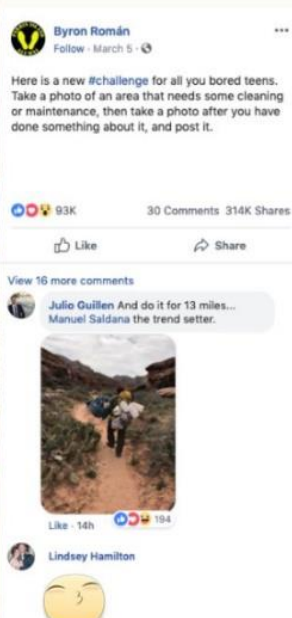 Byron Román
Follow · March 5 ·
Here is a new #challenge for all you bored teens.
Take a photo of an area that needs some cleaning
or maintenance, then take a photo after you have
done something about it, and post it.
93K 30 Comments 314K Shares
Like Share
View 16 more comments
Julio Guillen And do it for 13 miles...
Manuel Saldana the trend setter.
Like · 14h 194
Lindsey Hamilton